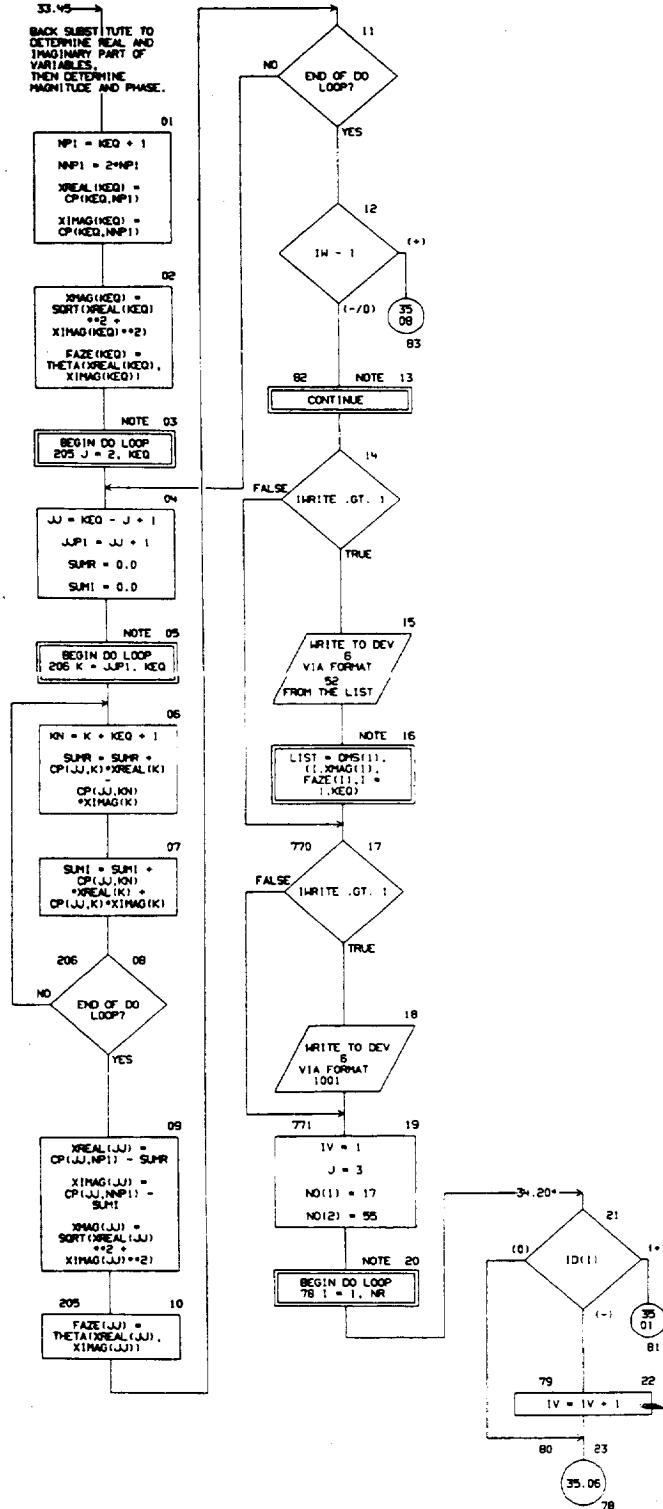 33.45
BACK SUBSTITUTE TO
DETERMINE REAL AND
IMAGINARY PART OF
VARIABLES,
THEN DETERMINE
MAGNITUDE AND PHASE.
01
NP1 = KEQ + 1
NNP1 = 2*NP1
XREAL(KEQ) =
CP(KEQ,NP1)
XIMAG(KEQ) =
CP(KEQ,NNP1)
02
XMAG(KEQ) =
SQRT(XREAL(KEQ)
**2 +
XIMAG(KEQ)**2)
FAZE(KEQ) =
THETA(XREAL(KEQ),
XIMAG(KEQ))
NOTE 03
BEGIN DO LOOP
205 J = 2, KEQ
04
JJ = KEQ - J + 1
JJP1 = JJ + 1
SUMR = 0.0
SUMI = 0.0
NOTE 05
BEGIN DO LOOP
206 K = JJP1, KEQ
06
KN = K + KEQ + 1
SUMR = SUMR +
CP(JJ,K)*XREAL(K)
-
CP(JJ,KN)
*XIMAG(K)
07
SUMI = SUMI +
CP(JJ,KN)
*XREAL(K) +
CP(JJ,K)*XIMAG(K)
206 08
NO
END OF DO
LOOP?
YES
09
XREAL(JJ) =
CP(JJ,NP1) - SUMR
XIMAG(JJ) =
CP(JJ,NNP1) -
SUMI
XMAG(JJ) =
SQRT(XREAL(JJ)
**2 +
XIMAG(JJ)**2)
205 10
FAZE(JJ) =
THETA(XREAL(JJ),
XIMAG(JJ))
11
NO
END OF DO
LOOP?
YES
12
IW - 1
(+)
35
08
83
(-/0)
82 NOTE 13
CONTINUE
14
FALSE
IWRITE .GT. 1
TRUE
15
WRITE TO DEV
6
VIA FORMAT
52
FROM THE LIST
NOTE 16
LIST = OMS(1),
(I,XMAG(I),
FAZE(I),I =
1,KEQ)
770 17
FALSE
IWRITE .GT. 1
TRUE
18
WRITE TO DEV
6
VIA FORMAT
1001
771 19
IV = 1
J = 3
NO(1) = 17
NO(2) = 55
NOTE 20
BEGIN DO LOOP
78 I = 1, NR
34.20*
21
(0)
ID(I)
(+)
35
01
81
(-)
79 22
IV = IV + 1
80 23
35.06
78